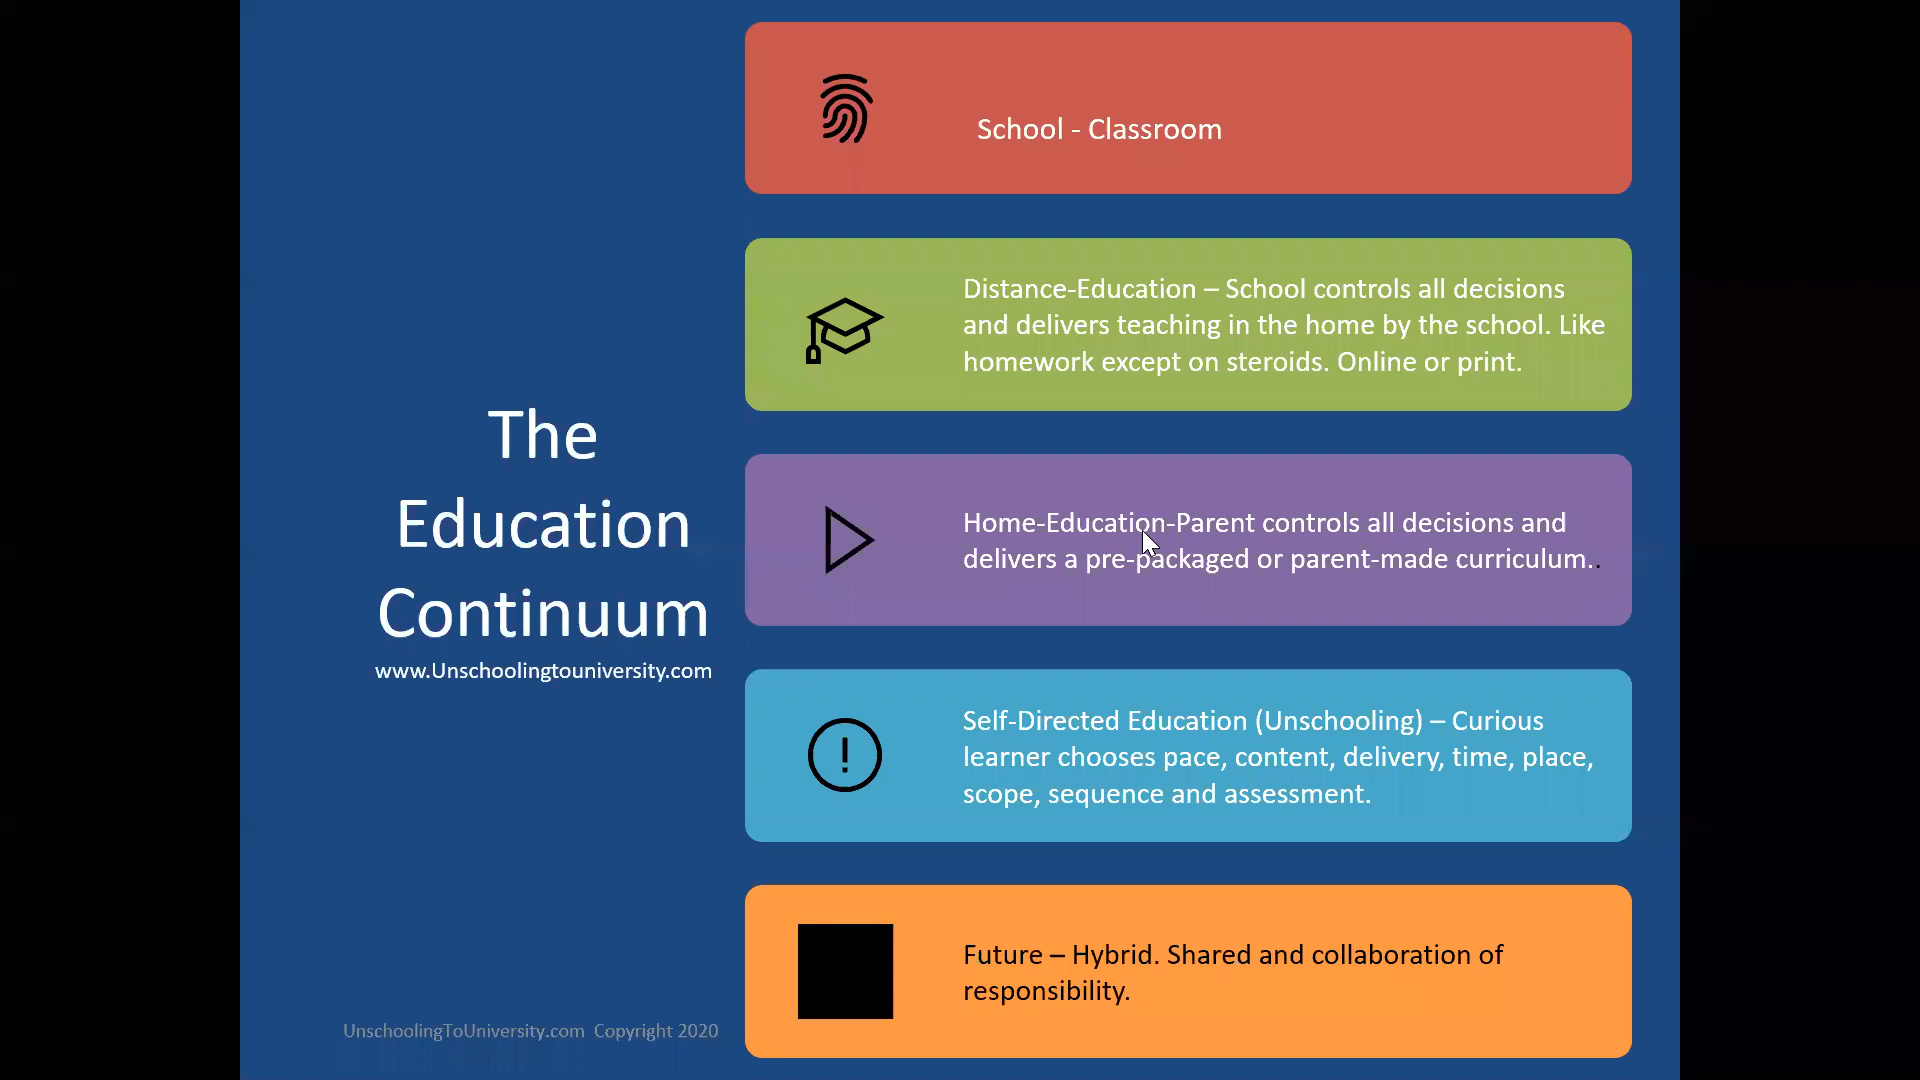 The
Education
Continuum
www.Unschoolingtouniversity.com
School - Classroom
Distance-Education – School controls all decisions
and delivers teaching in the home by the school. Like
homework except on steroids. Online or print.
Home-Education-Parent controls all decisions and
delivers a pre-packaged or parent-made curriculum..
Self-Directed Education (Unschooling) – Curious
learner chooses pace, content, delivery, time, place,
scope, sequence and assessment.
Future – Hybrid. Shared and collaboration of
responsibility.
UnschoolingToUniversity.com  Copyright 2020